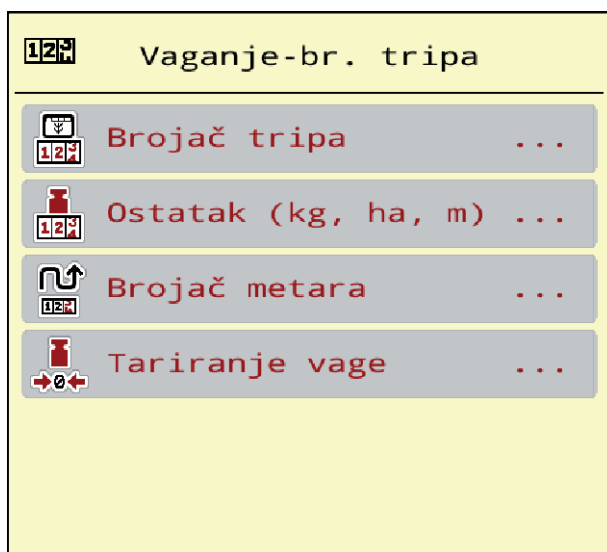 Vaganje-br. tripa
Brojač tripa ...
Ostatak (kg, ha, m) ...
Brojač metara ...
Tariranje vage ...